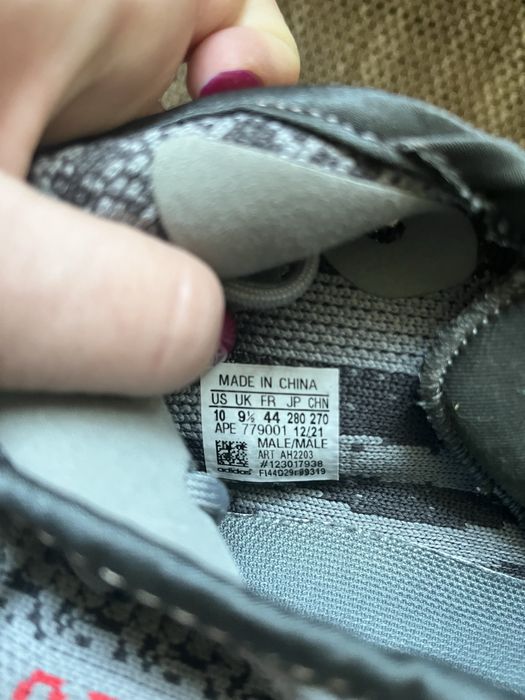 MADE IN CHINA
US UK FR JP CHN
10 9½ 44 280 270
APE 779001 12/21
MALE/MALE
ART AH2203
#123017938
adidas F144D29r99319